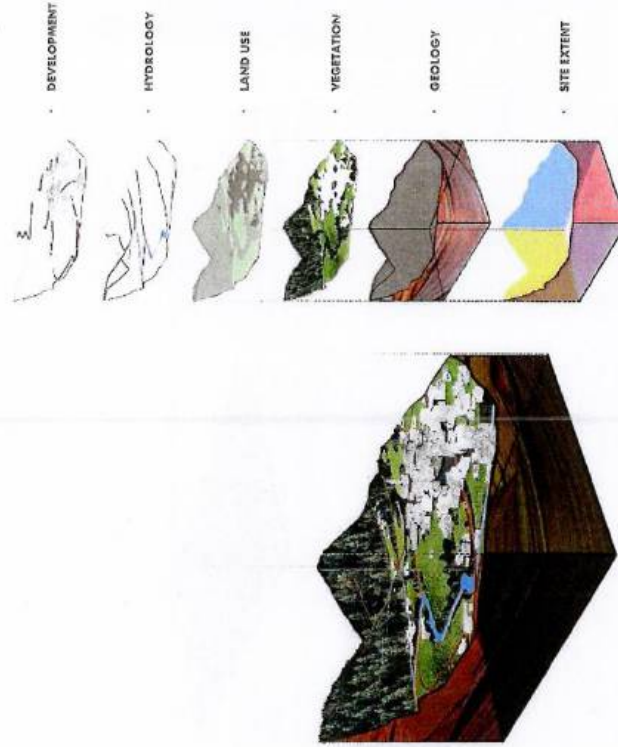 DEVELOPMENT
HYDROLOGY
LAND USE
VEGETATION
GEOLOGY
SITE EXTENT